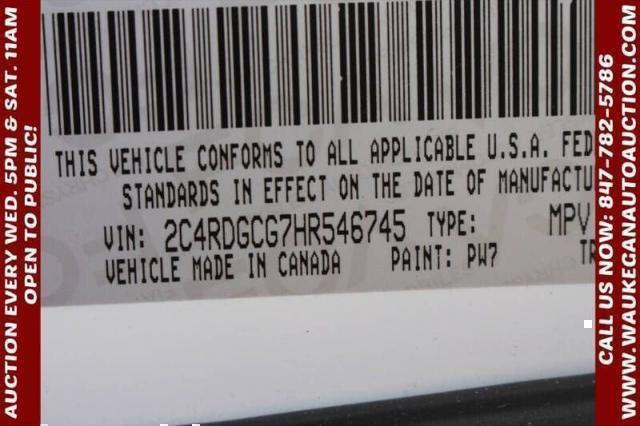 AUCTION EVERY WED. 5PM & SAT. 11AM
OPEN TO PUBLIC!
THIS VEHICLE CONFORMS TO ALL APPLICABLE U.S.A. FED
STANDARDS IN EFFECT ON THE DATE OF MANUFACTU
VIN: 2C4RDGCG7HR546745 TYPE: MPV
VEHICLE MADE IN CANADA PAINT: PW7 TR
CALL US NOW: 847-782-5786
WWW.WAUKEGANAUTOAUCTION.COM